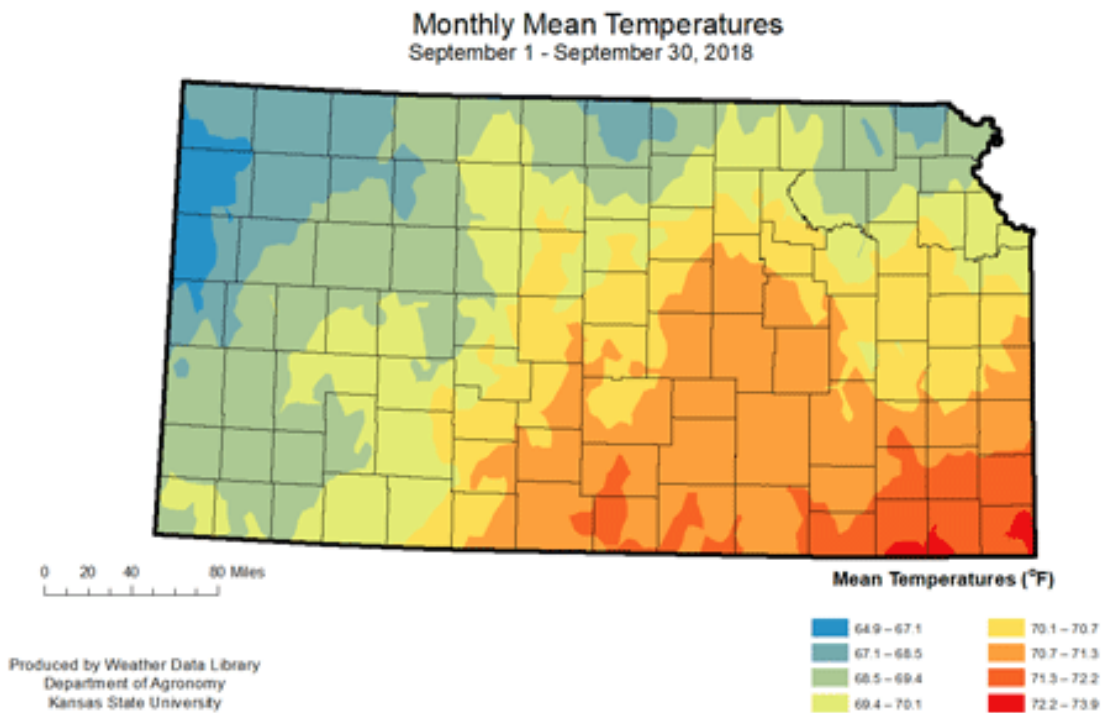 Monthly Mean Temperatures
September 1 - September 30, 2018
0 20 40 80 Miles
Mean Temperatures (°F)
64.9 – 67.1
67.1 – 68.5
68.5 – 69.4
69.4 – 70.1
70.1 – 70.7
70.7 – 71.3
71.3 – 72.2
72.2 – 73.9
Produced by Weather Data Library
Department of Agronomy
Kansas State University